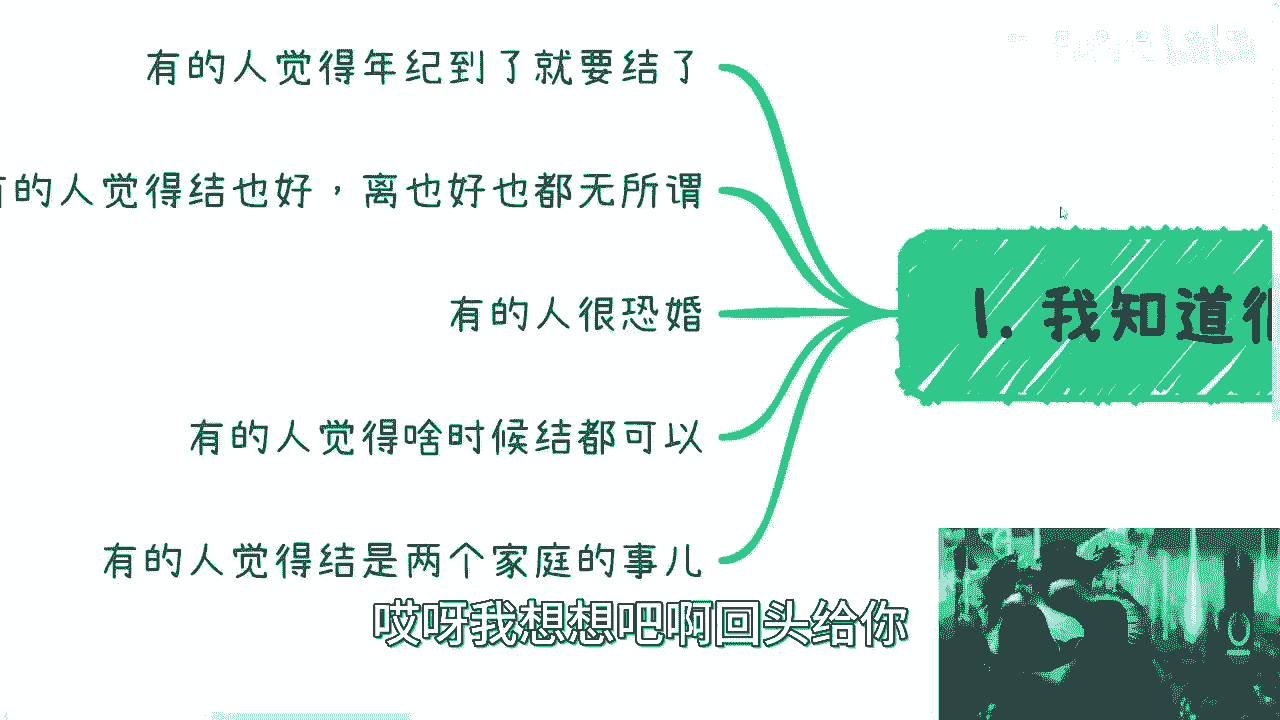 有的人觉得年纪到了就要结了
的人觉得结也好，离也好也都无所谓
有的人很恐婚
1. 我知道很
有的人觉得啥时候结都可以
有的人觉得结是两个家庭的事儿
哎呀我想想吧啊回头给你